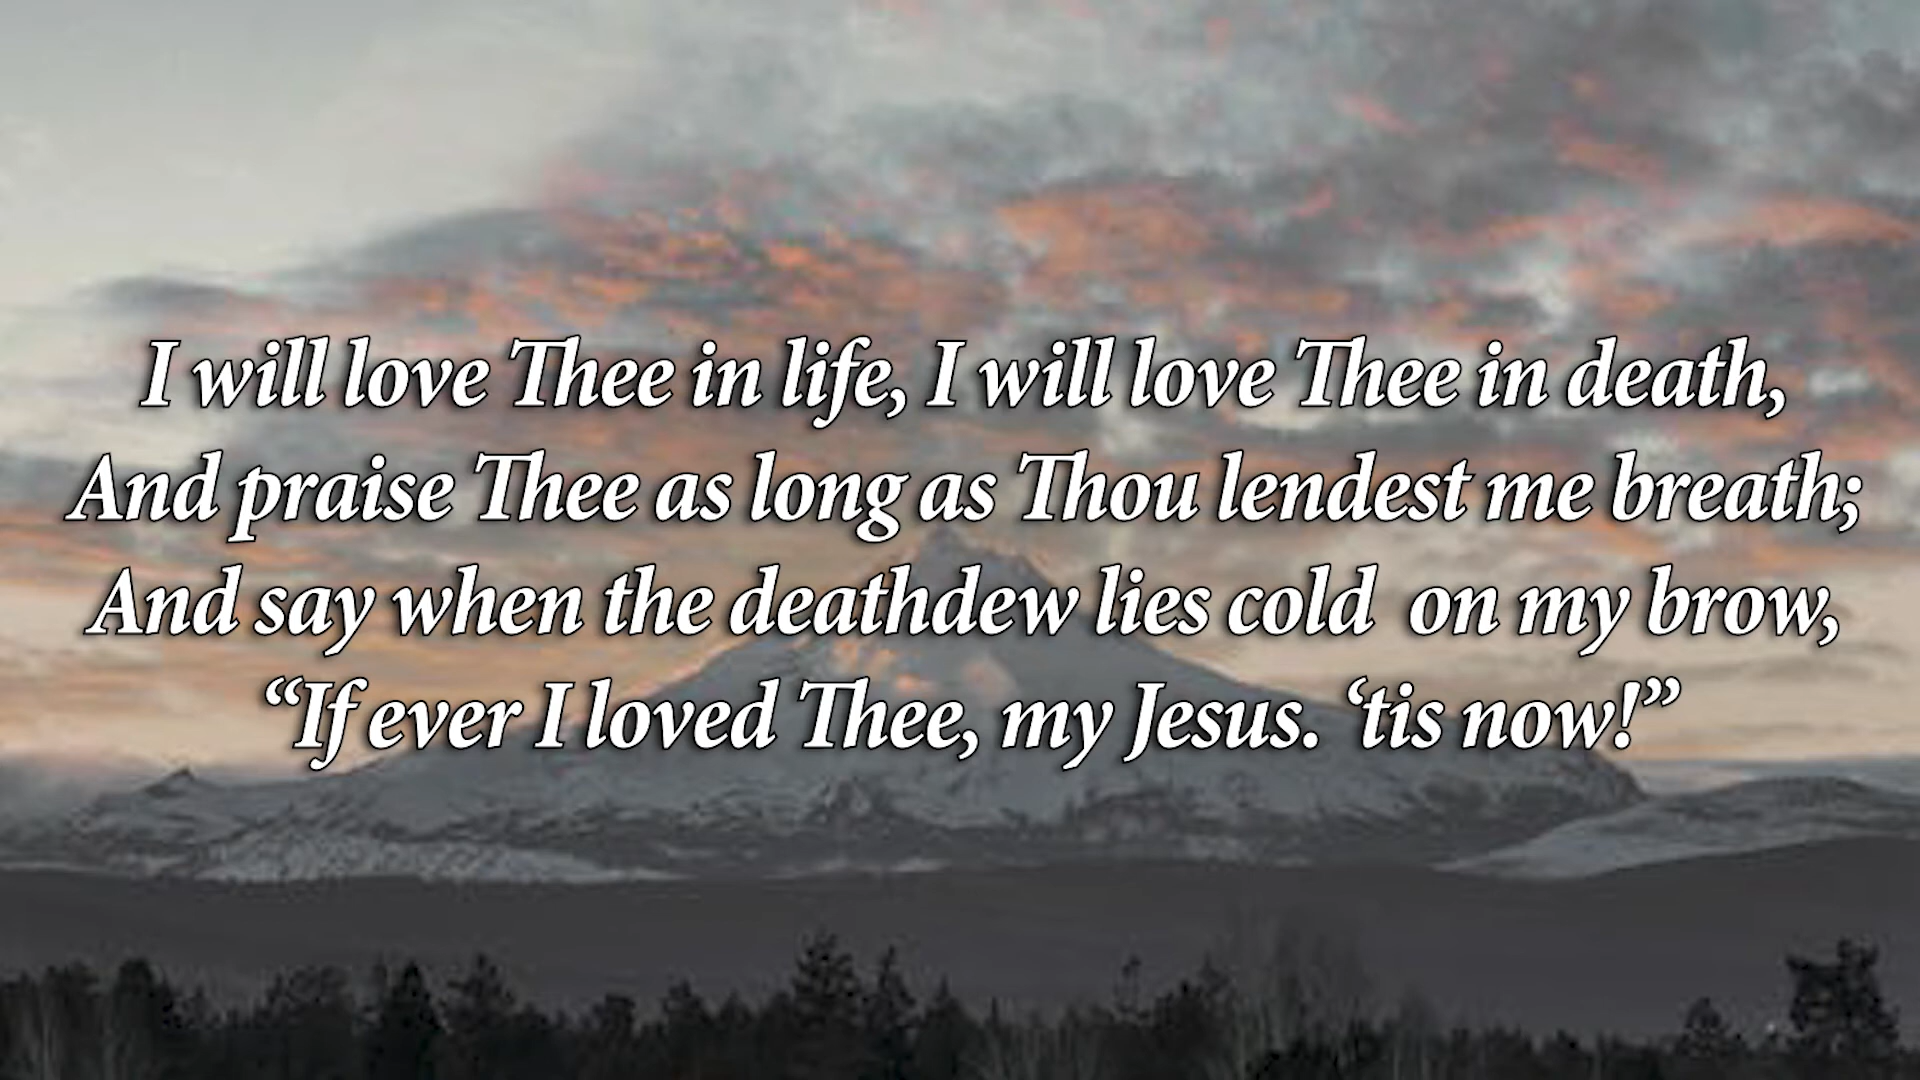 I will love Thee in life, I will love Thee in death,
And praise Thee as long as Thou lendest me breath;
And say when the deathdew lies cold  on my brow,
“If ever I loved Thee, my Jesus. ‘tis now!”